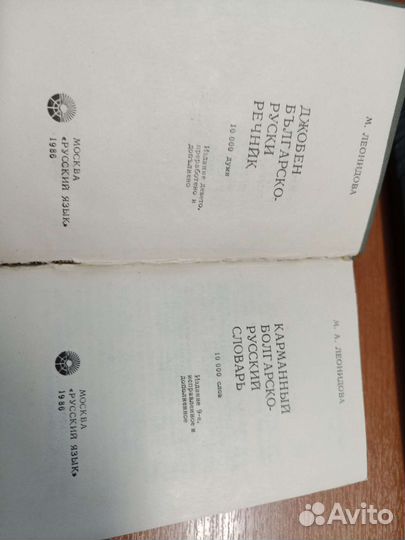 М. ЛЕОНИДОВА
ДЖОБЕН
БЪЛГАРСКО-
РУСКИ
РЕЧНИК
10 000 думи
Издание девето,
преработено и
допълнено
МОСКВА
«РУССКИЙ ЯЗЫК»
1986
М. А. ЛЕОНИДОВА
КАРМАННЫЙ
БОЛГАРСКО-
РУССКИЙ
СЛОВАРЬ
10 000 слов
Издание 9-е,
исправленное и
дополненное
МОСКВА
«РУССКИЙ ЯЗЫК»
1986
Avito